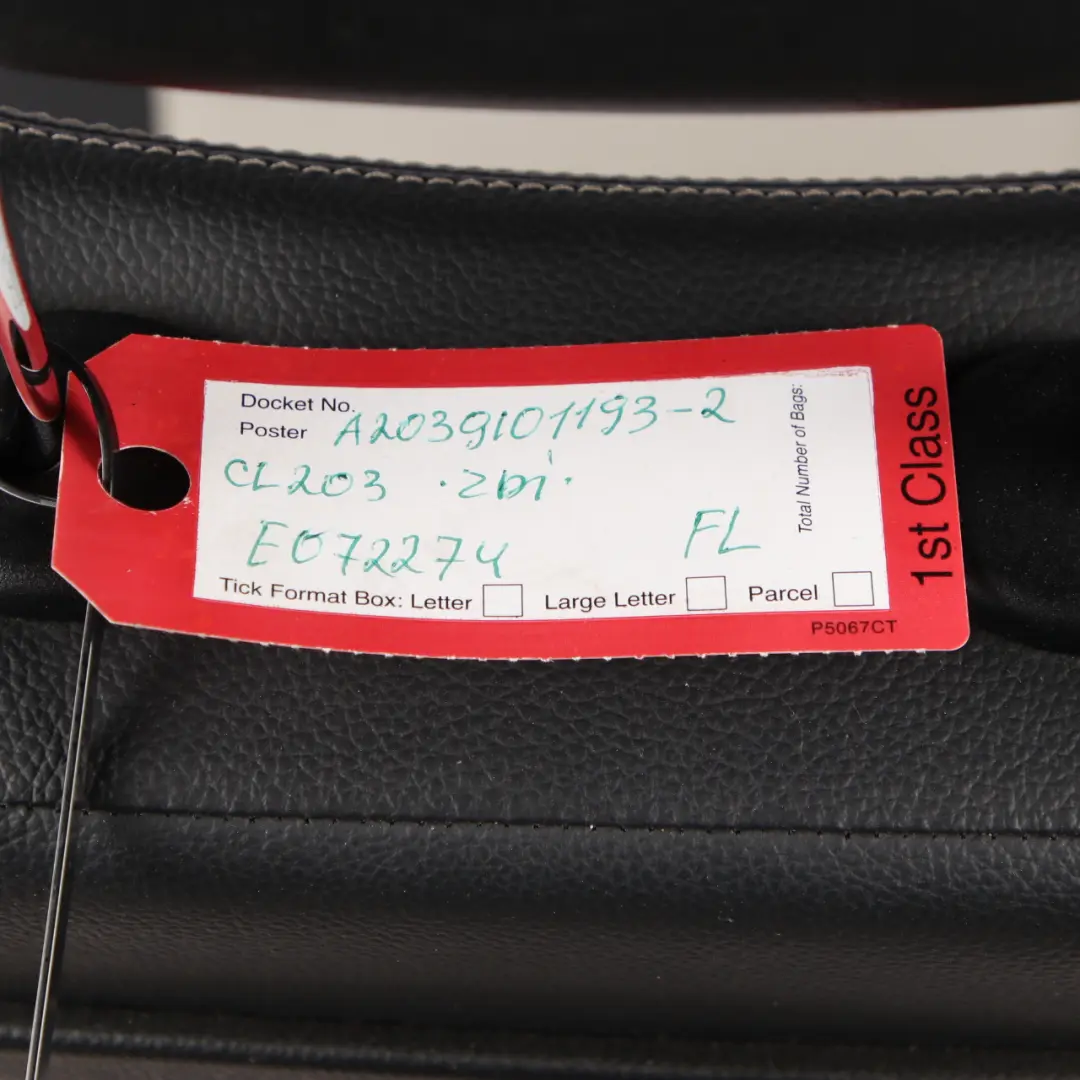 Docket No.
Poster A2039101193-2
CL203 ·2DI·
E072274 FL
Tick Format Box: Letter Large Letter Parcel
P5067CT
Total Number of Bags:
1st Class